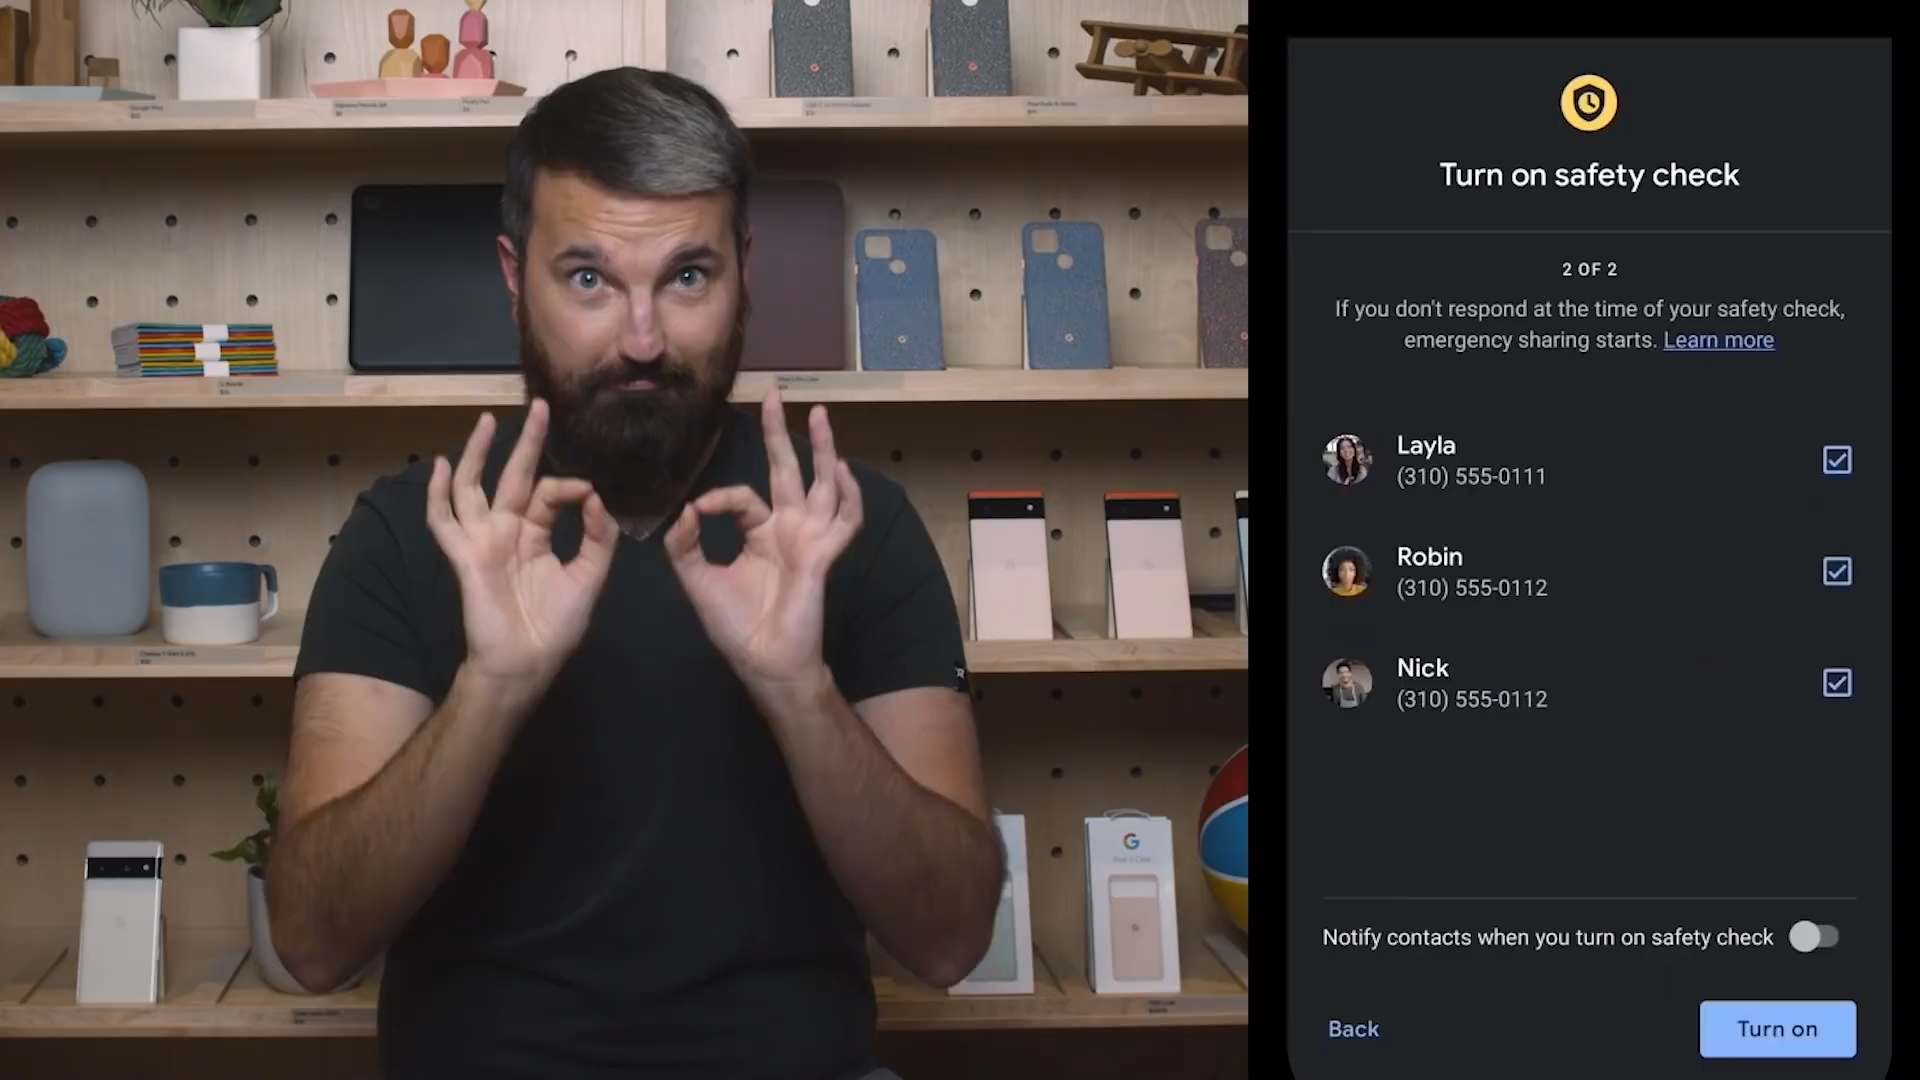 Turn on safety check
2 OF 2
If you don't respond at the time of your safety check,
emergency sharing starts. Learn more
Layla
(310) 555-0111
Robin
(310) 555-0112
Nick
(310) 555-0112
Notify contacts when you turn on safety check
Back
Turn on
G